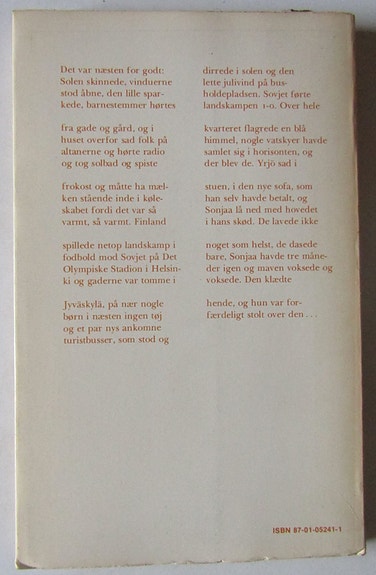 Det var næsten for godt:
Solen skinnede, vinduerne
stod åbne, den lille spar-
kede, barnestemmer hørtes
fra gade og gård, og i
huset overfor sad folk på
altanerne og hørte radio
og tog solbad og spiste
frokost og måtte ha mæl-
ken stående inde i køle-
skabet fordi det var så
varmt, så varmt. Finland
spillede netop landskamp i
fodbold mod Sovjet på Det
Olympiske Stadion i Helsin-
ki og gaderne var tomme i
Jyväskylä, på nær nogle
børn i næsten ingen tøj
og et par nys ankomne
turistbusser, som stod og
dirrede i solen og den
lette julivind på bus-
holdepladsen. Sovjet førte
landskampen 1-0. Over hele
kvarteret flagrede en blå
himmel, nogle vatskyer havde
samlet sig i horisonten, og
der blev de. Yrjö sad i
stuen, i den nye sofa, som
han selv havde betalt, og
Sonjaa lå ned med hovedet
i hans skød. De lavede ikke
noget som helst, de dasede
bare, Sonjaa havde tre måne-
der igen og maven voksede og
voksede. Den klædte
hende, og hun var for-
færdeligt stolt over den . . .
ISBN 87-01-05241-1